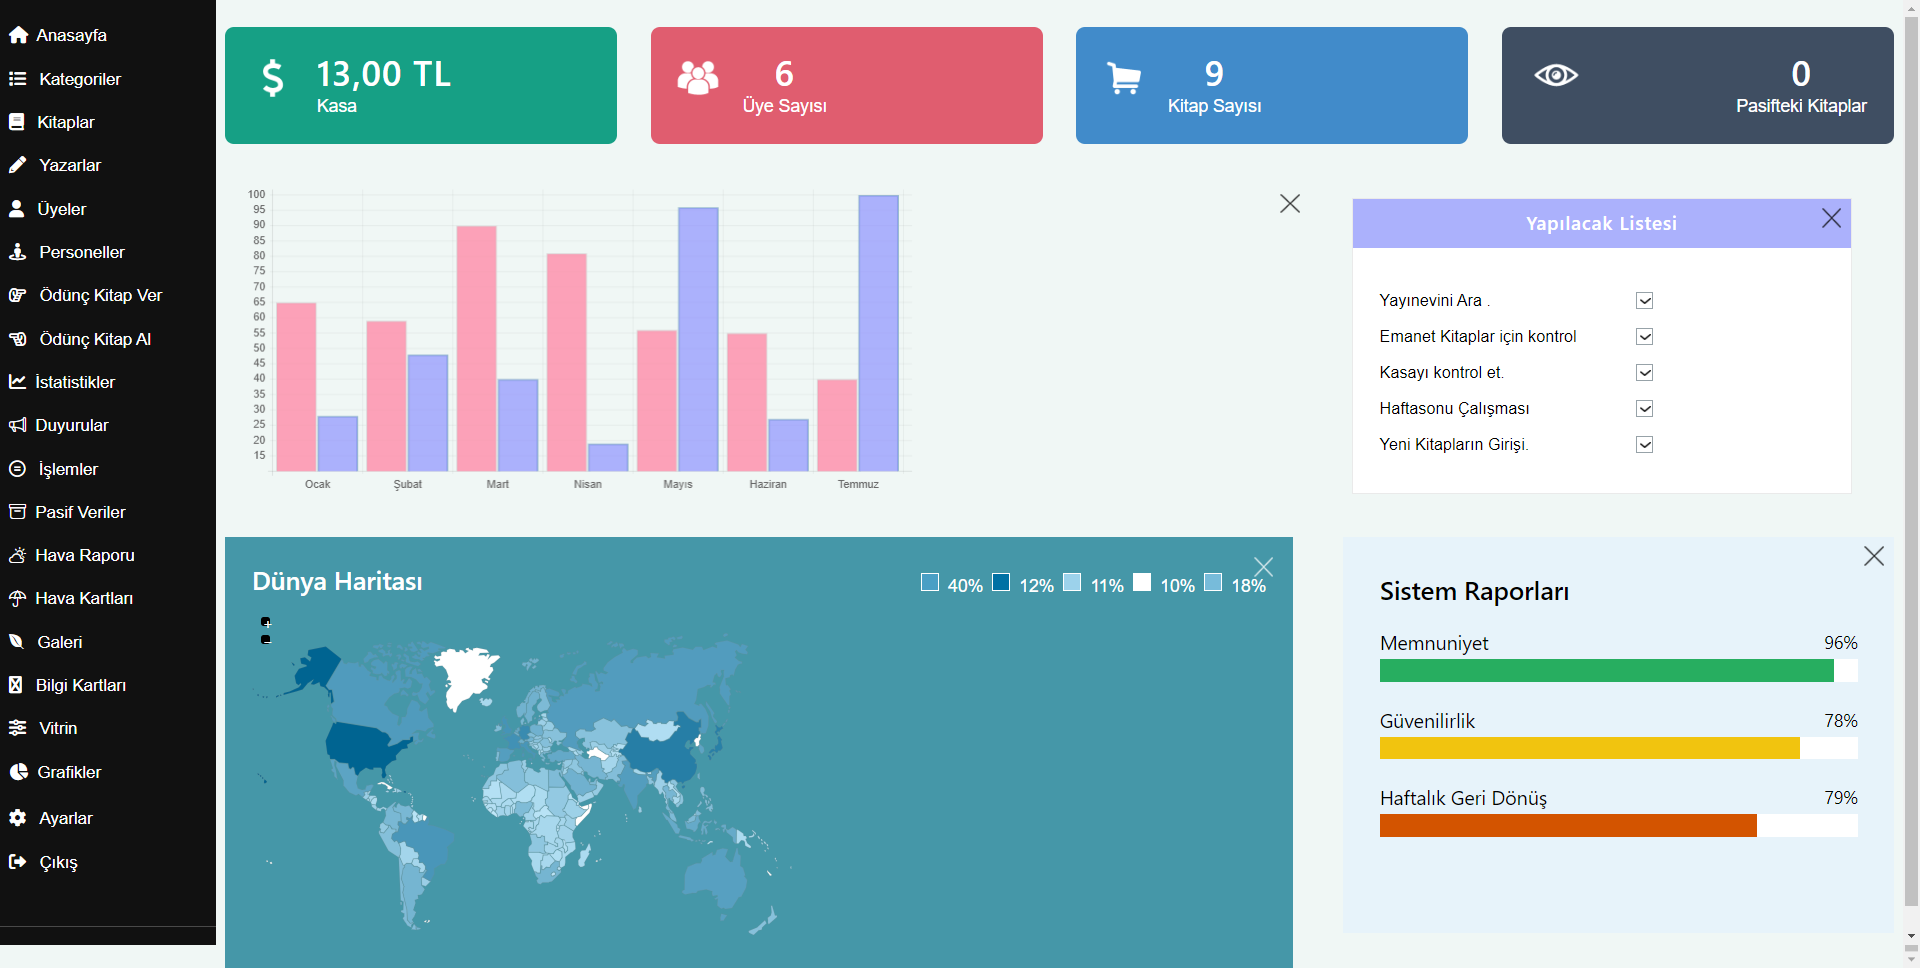 Anasayfa
Kategoriler
Kitaplar
Yazarlar
Üyeler
Personeller
Ödünç Kitap Ver
Ödünç Kitap Al
İstatistikler
Duyurular
İşlemler
Pasif Veriler
Hava Raporu
Hava Kartları
Galeri
Bilgi Kartları
Vitrin
Grafikler
Ayarlar
Çıkış
13,00 TL
Kasa
6
Üye Sayısı
9
Kitap Sayısı
0
Pasifteki Kitaplar
100
95
90
85
80
75
70
65
60
55
50
45
40
35
30
25
20
15
Ocak Şubat Mart Nisan Mayıs Haziran Temmuz
Yapılacak Listesi
Yayınevini Ara .
Emanet Kitaplar için kontrol
Kasayı kontrol et.
Haftasonu Çalışması
Yeni Kitapların Girişi.
Dünya Haritası
40% 12% 11% 10% 18%
+
−
Sistem Raporları
Memnuniyet 96%
Güvenilirlik 78%
Haftalık Geri Dönüş 79%